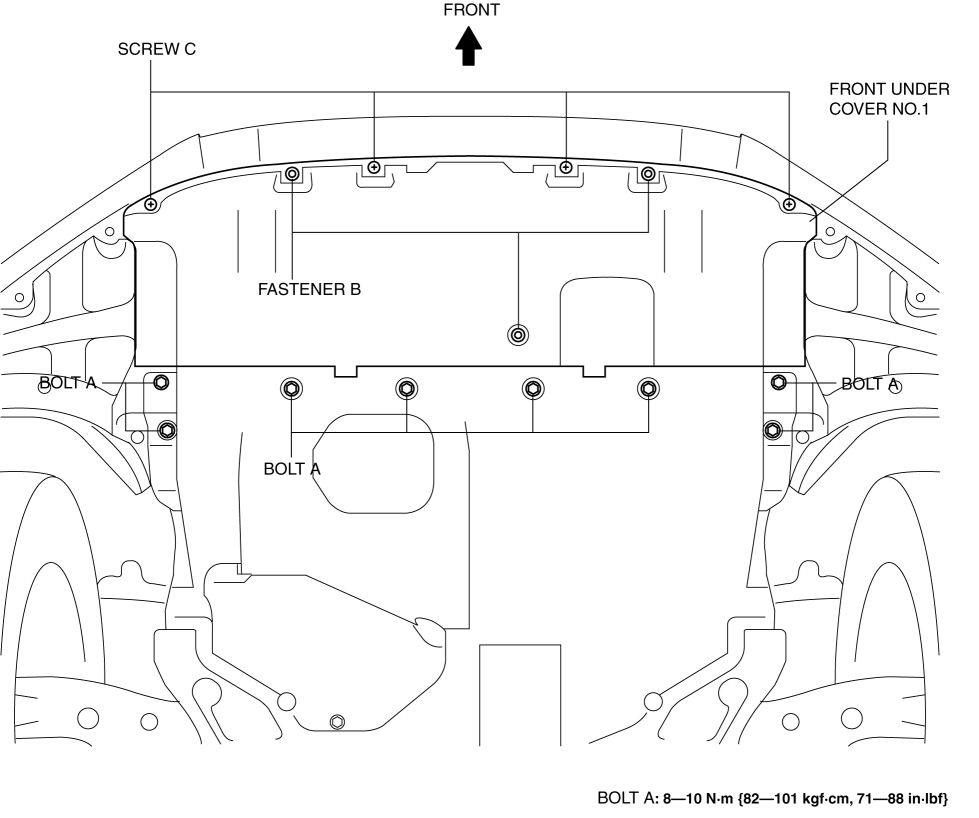 FRONT
SCREW C
FRONT UNDER
COVER NO.1
FASTENER B
BOLT A
BOLT A
BOLT A
BOLT A: 8—10 N·m {82—101 kgf·cm, 71—88 in·lbf}